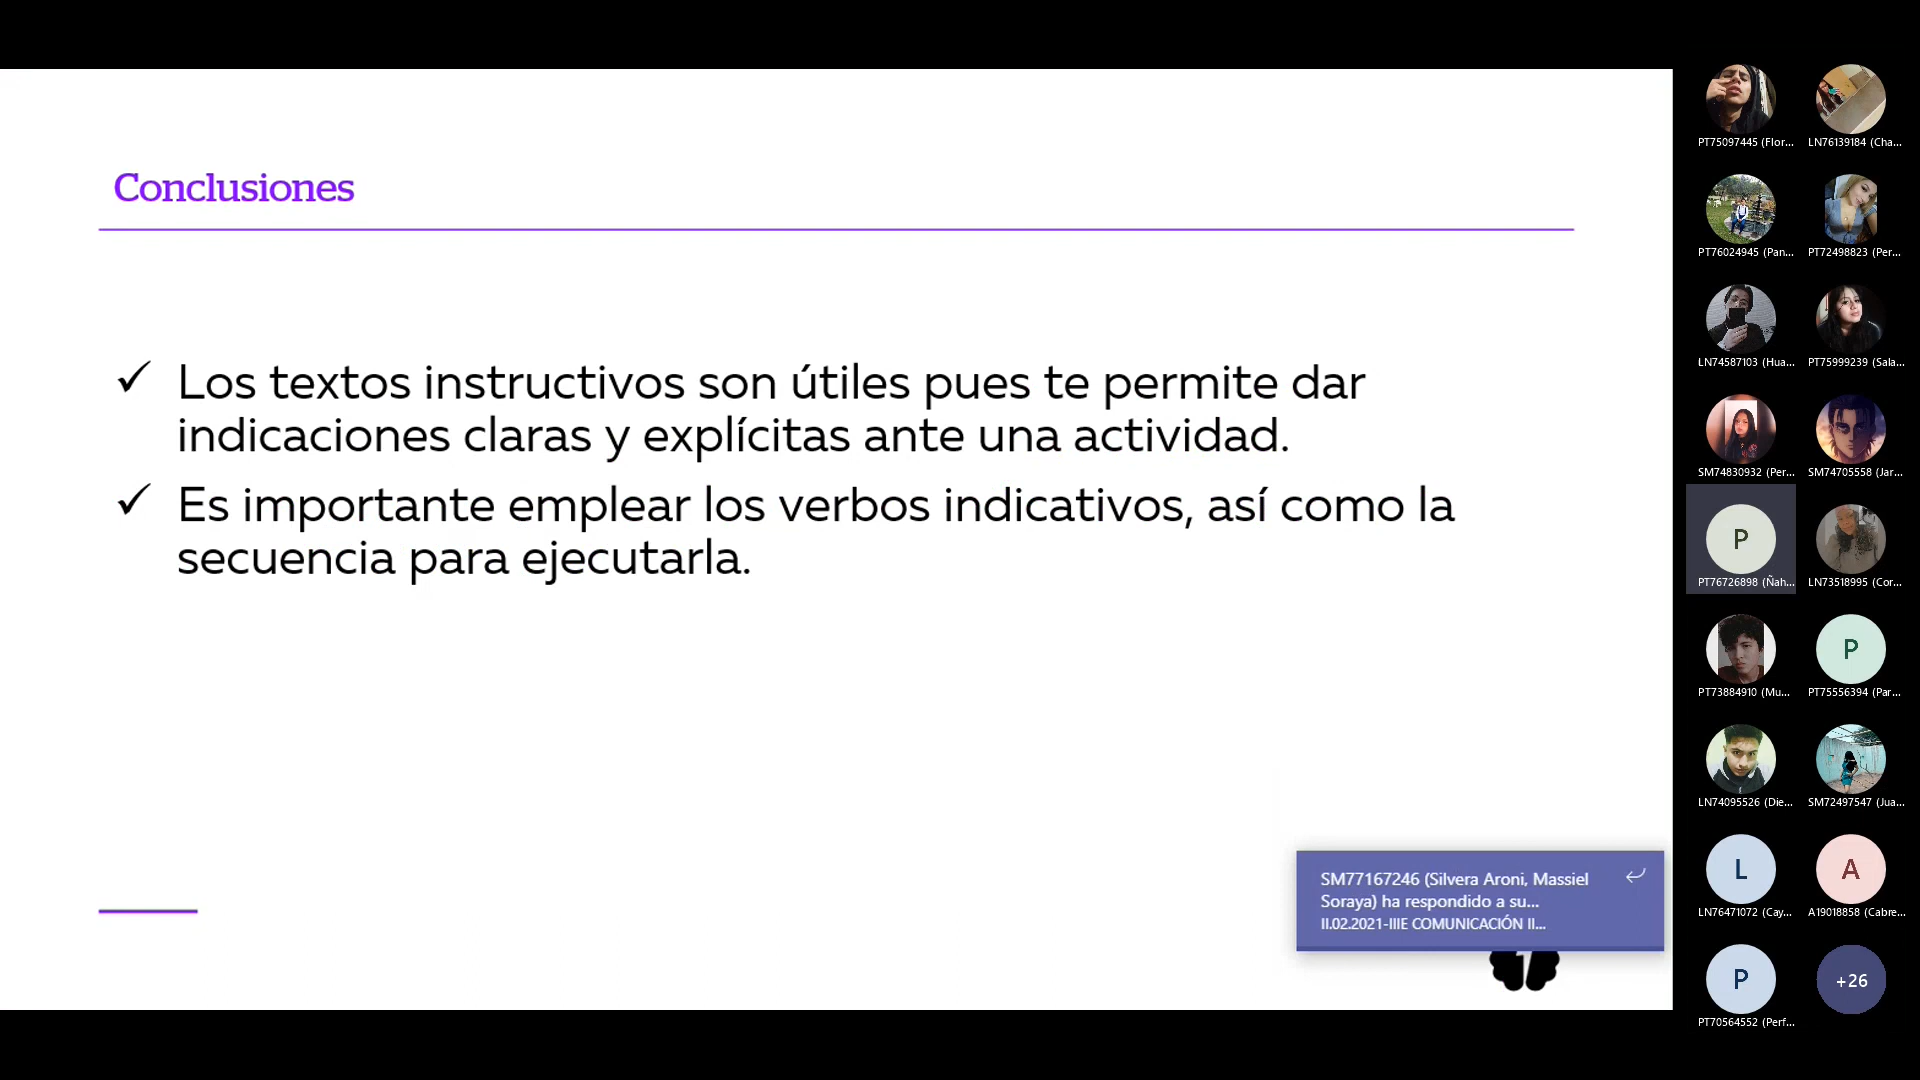 Conclusiones
✓ Los textos instructivos son útiles pues te permite dar
indicaciones claras y explícitas ante una actividad.
✓ Es importante emplear los verbos indicativos, así como la
secuencia para ejecutarla.
SM77167246 (Silvera Aroni, Massiel
Soraya) ha respondido a su...
II.02.2021-IIIE COMUNICACIÓN II...
PT75097445 (Flor... LN76139184 (Cha...
PT76024945 (Pan... PT72498823 (Per...
LN74587103 (Hua... PT75999239 (Sala...
SM74830932 (Per... SM74705558 (Jar...
P
PT76726898 (Ñah... LN73518995 (Cor...
P
PT73884910 (Mu... PT75556394 (Par...
LN74095526 (Die... SM72497547 (Jua...
L A
LN76471072 (Cay... A19018858 (Cabre...
P +26
PT70564552 (Perf...